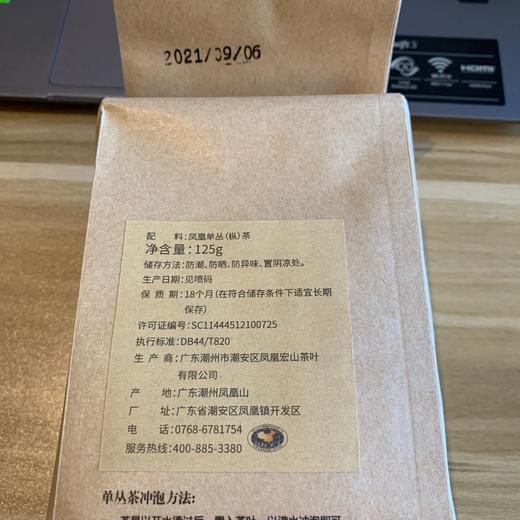 2021/09/06
HDMI
配 料:凤凰单丛(枞)茶
净含量:125g
储存方法:防潮、防晒、防异味、置阴凉处。
生产日期:见喷码
保 质 期:18个月(在符合储存条件下适宜长期
保存)
许可证编号:SC11444512100725
执行标准:DB44/T820
生 产 商:广东潮州市潮安区凤凰宏山茶叶
有限公司
产 地:广东潮州凤凰山
厂 址:广东省潮安区凤凰镇开发区
电 话:0768-6781754
服务热线:400-885-3380
单丛茶冲泡方法: